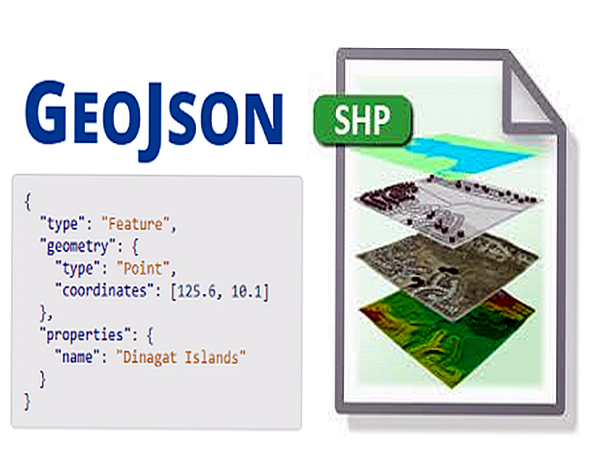 GEOJSON
SHP
{
"type": "Feature",
"geometry": {
"type": "Point",
"coordinates": [125.6, 10.1]
},
"properties": {
"name": "Dinagat Islands"
}
}